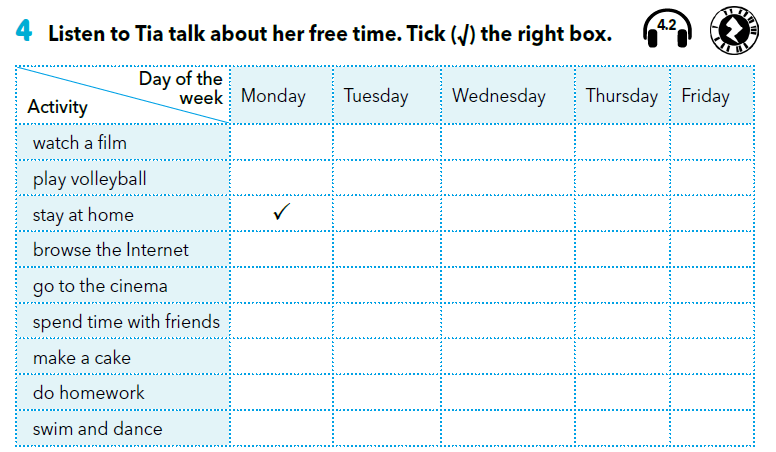 4 Listen to Tia talk about her free time. Tick (√) the right box.
4.2
Day of the
week
Activity
Monday Tuesday Wednesday Thursday Friday
watch a film
play volleyball
stay at home ✓
browse the Internet
go to the cinema
spend time with friends
make a cake
do homework
swim and dance